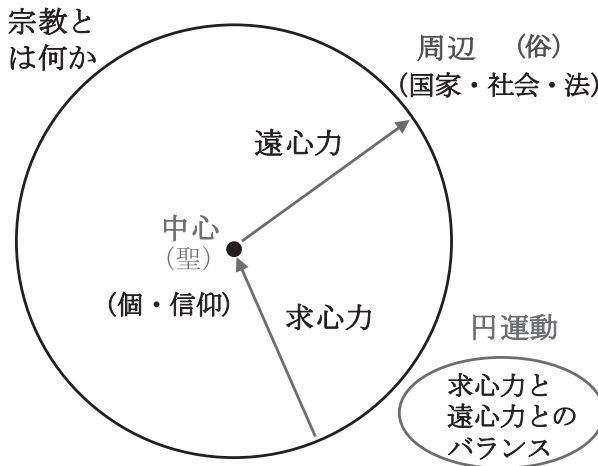 宗教と
は何か
周辺 (俗)
(国家・社会・法)
遠心力
中心
(聖)
(個・信仰)
求心力
円運動
求心力と
遠心力との
バランス